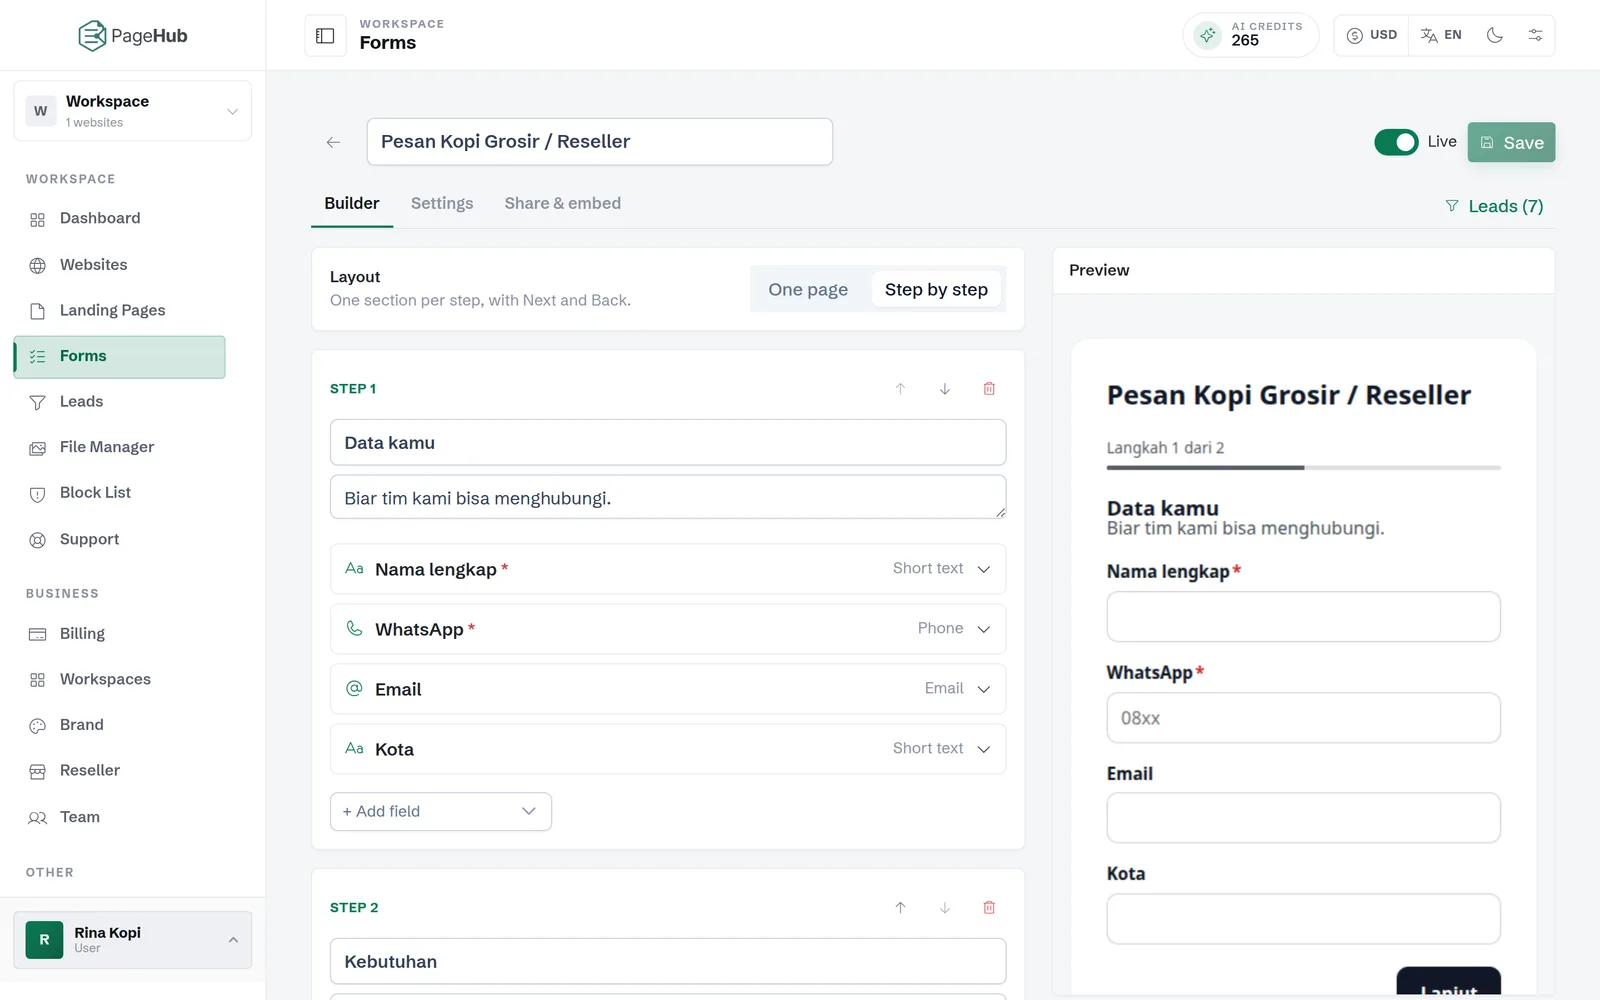 PageHub
WORKSPACE
Forms
AI CREDITS
265
USD
EN
W
Workspace
1 websites
WORKSPACE
Dashboard
Websites
Landing Pages
Forms
Leads
File Manager
Block List
Support
BUSINESS
Billing
Workspaces
Brand
Reseller
Team
OTHER
R
Rina Kopi
User
Pesan Kopi Grosir / Reseller
Live
Save
Builder
Settings
Share & embed
Leads (7)
Layout
One section per step, with Next and Back.
One page
Step by step
STEP 1
Data kamu
Biar tim kami bisa menghubungi.
Aa Nama lengkap * Short text
WhatsApp * Phone
Email Email
Aa Kota Short text
+ Add field
STEP 2
Kebutuhan
Preview
Pesan Kopi Grosir / Reseller
Langkah 1 dari 2
Data kamu
Biar tim kami bisa menghubungi.
Nama lengkap *
WhatsApp *
08xx
Email
Kota
Lanjut